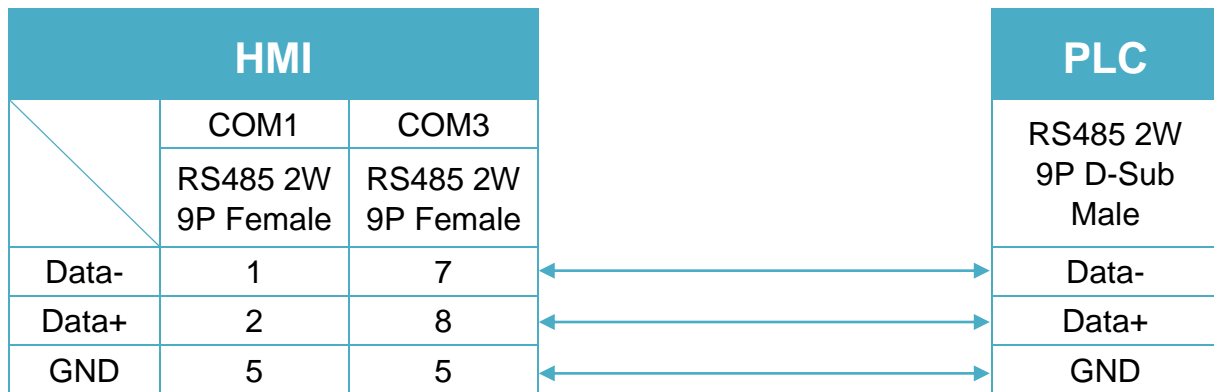 HMI
PLC
COM1 COM3
RS485 2W
9P Female
RS485 2W
9P Female
RS485 2W
9P D-Sub
Male
Data- 1 7 Data-
Data+ 2 8 Data+
GND 5 5 GND